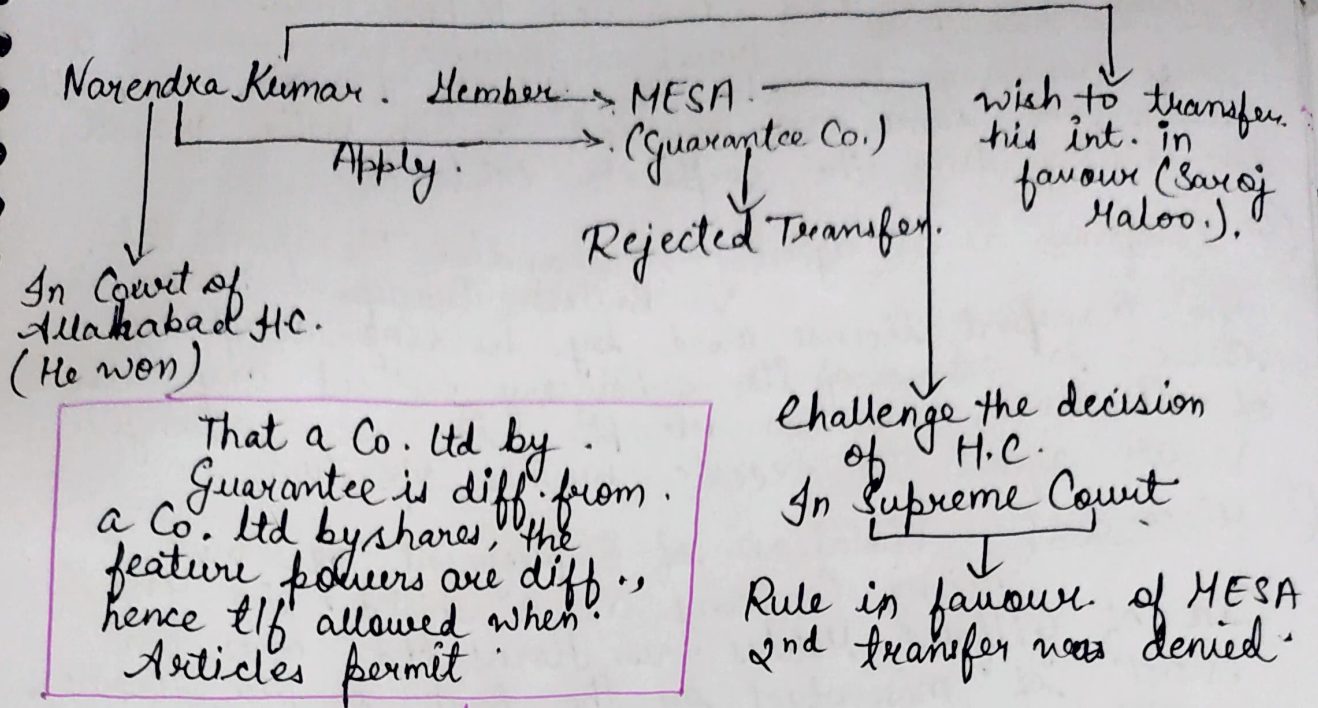 Narendra Kumar. Member → MESA
(Guarantee Co.)
Apply.
Rejected Transfer.
wish to transfer.
his int. in
favour (Saroj
Maloo.).
In Court of
Allahabad H.C.
(He won)
That a Co. ltd by.
Guarantee is diff. from.
a Co. ltd by shares, the
feature powers are diff.,
hence t/f allowed when.
Articles permit
Challenge the decision
of H.C.
In Supreme Court
Rule in favour. of MESA
2nd transfer was denied.